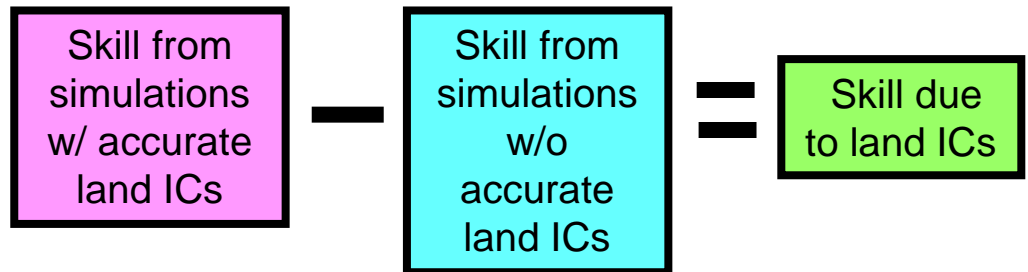 Skill from
simulations
w/ accurate
land ICs
−
Skill from
simulations
w/o
accurate
land ICs
=
Skill due
to land ICs